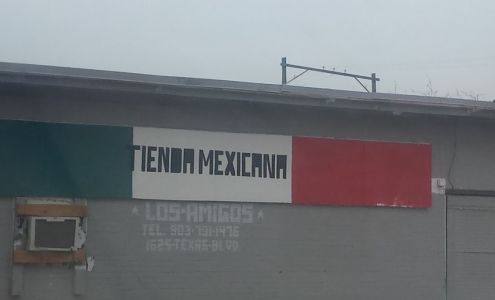 TIENDA MEXICANA
* LOS-AMIGOS *
TEL. 903-791-1476
1625-TEXAS-BLVD